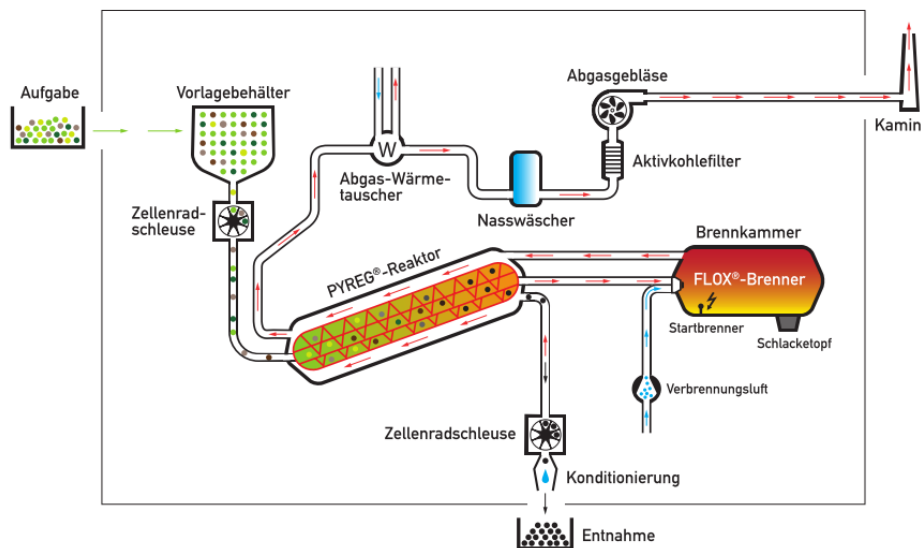 Aufgabe
Vorlagebehälter
Zellenrad-
schleuse
W
Abgas-Wärme-
tauscher
Nasswäscher
Abgasgebläse
Aktivkohlefilter
Kamin
PYREG®-Reaktor
Brennkammer
FLOX®-Brenner
Startbrenner
Schlacketopf
Verbrennungsluft
Zellenradschleuse
Konditionierung
Entnahme